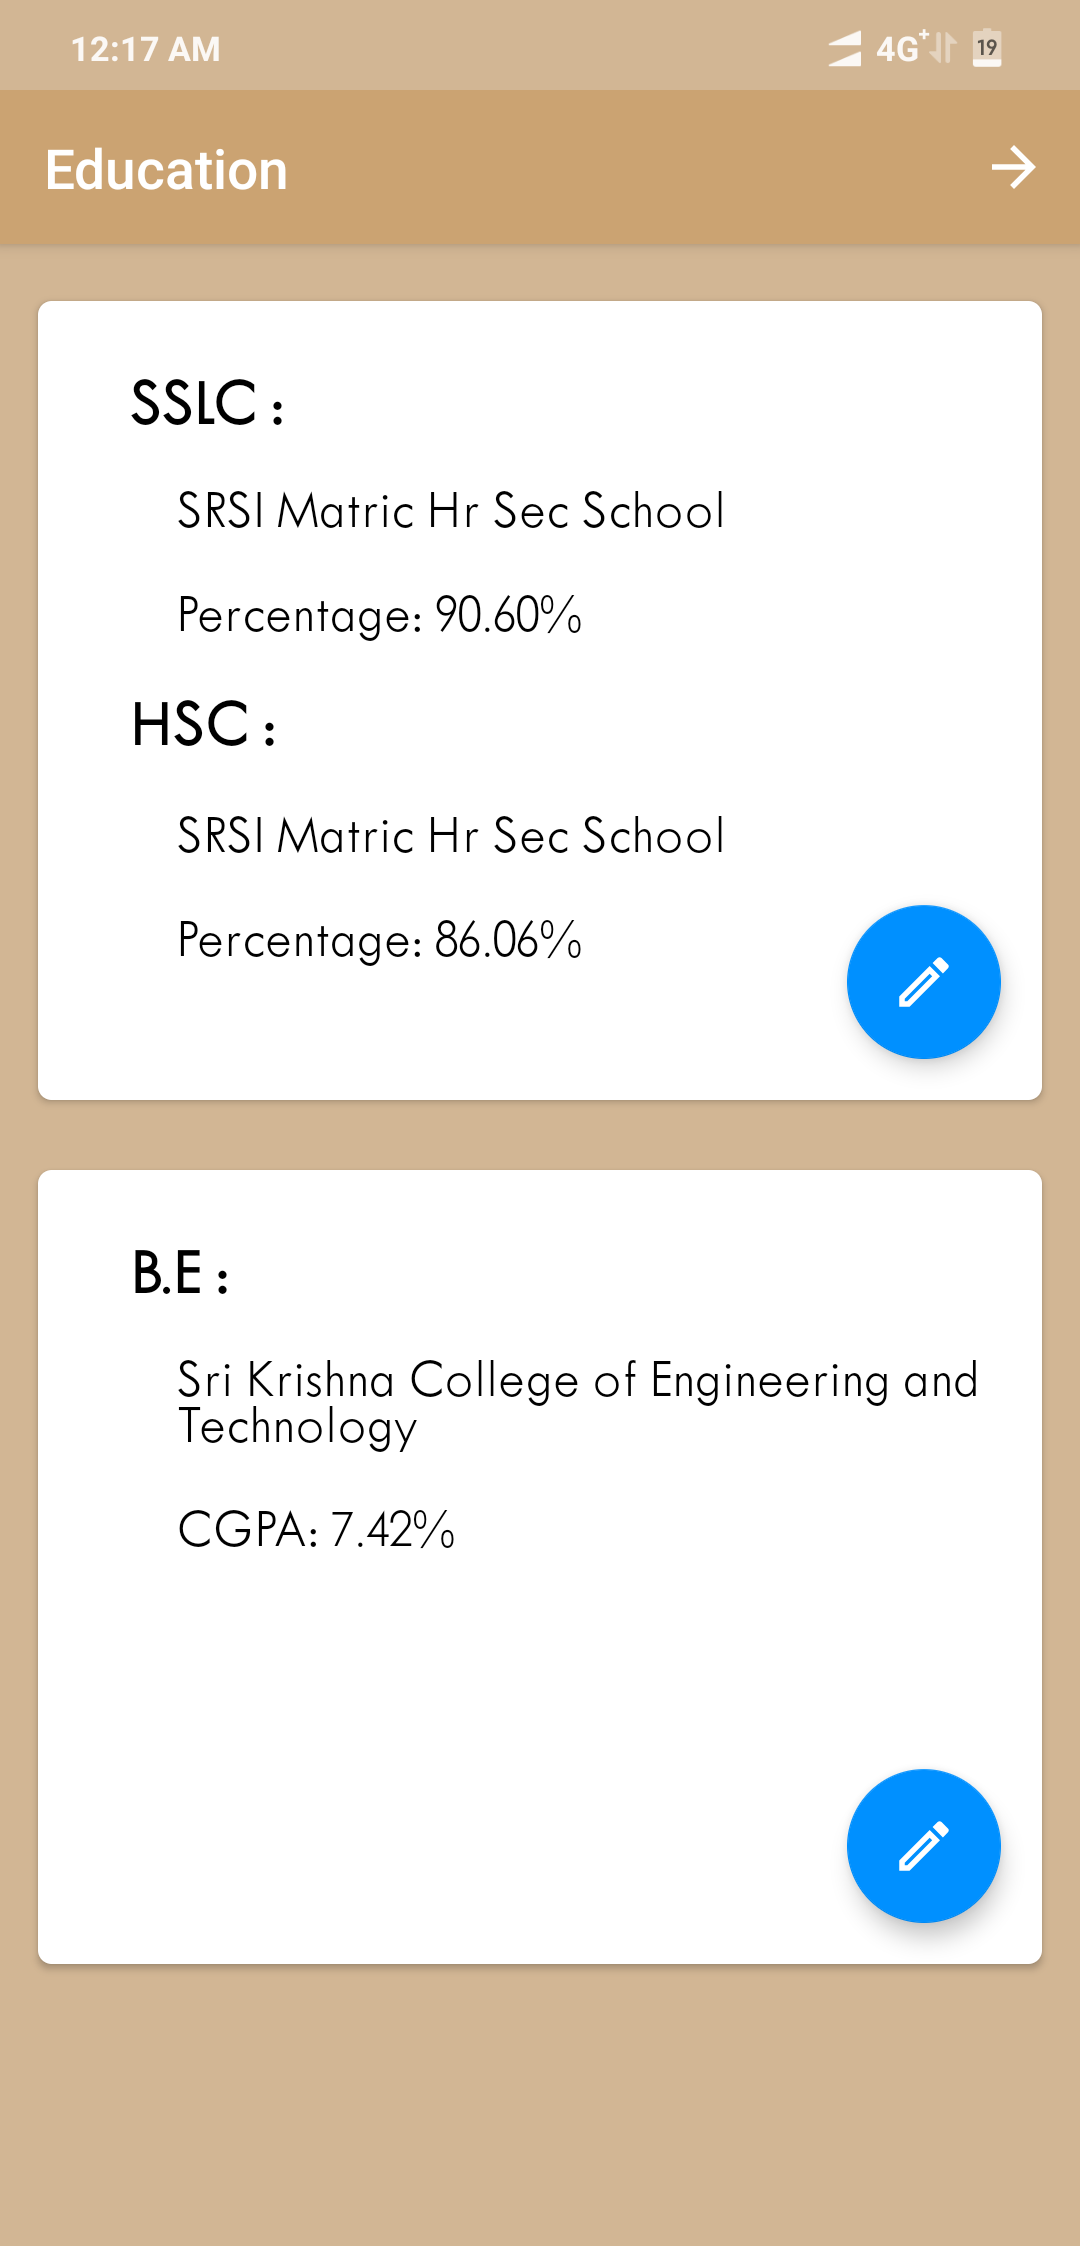 12:17 AM 4G+ 19
Education
SSLC :
SRSI Matric Hr Sec School
Percentage: 90.60%
HSC :
SRSI Matric Hr Sec School
Percentage: 86.06%
B.E :
Sri Krishna College of Engineering and
Technology
CGPA: 7.42%